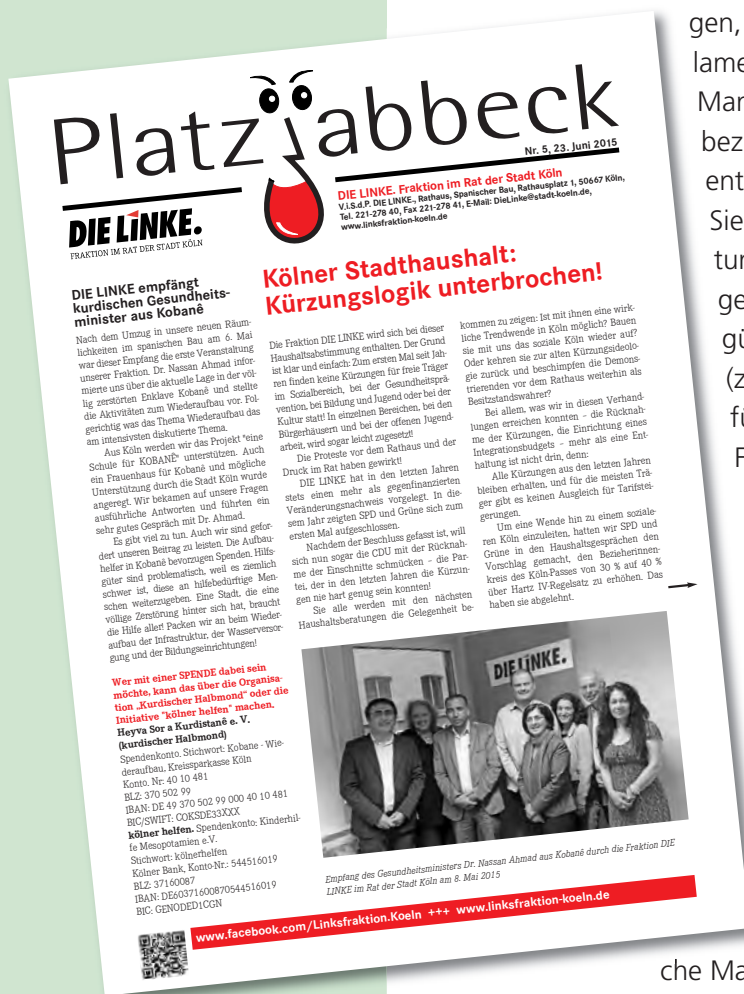 Platzjabbeck
Nr. 5, 23. Juni 2015
DIE LINKE.
FRAKTION IM RAT DER STADT KÖLN
DIE LINKE. Fraktion im Rat der Stadt Köln
V.i.S.d.P. DIE LINKE., Rathaus, Spanischer Bau, Rathausplatz 1, 50667 Köln,
Tel. 221-278 40, Fax 221-278 41, E-Mail: DieLinke@stadt-koeln.de,
www.linksfraktion-koeln.de
DIE LINKE empfängt
kurdischen Gesundheits-
minister aus Kobanê
Nach dem Umzug in unsere neuen Räum-
lichkeiten im spanischen Bau am 6. Mai
war dieser Empfang die erste Veranstaltung
unserer Fraktion. Dr. Nassan Ahmad infor-
mierte uns über die aktuelle Lage in der völ-
lig zerstörten Enklave Kobanê und stellte
die Aktivitäten zum Wiederaufbau vor. Fol-
gerichtig was das Thema Wiederaufbau das
am intensivsten diskutierte Thema.
Aus Köln werden wir das Projekt "eine
Schule für KOBANÊ" unterstützen. Auch
ein Frauenhaus für Kobanê und mögliche
Unterstützung durch die Stadt Köln wurde
angeregt. Wir bekamen auf unsere Fragen
ausführliche Antworten und führten ein
sehr gutes Gespräch mit Dr. Ahmad.
Es gibt viel zu tun. Auch wir sind gefor-
dert unseren Beitrag zu leisten. Die Aufbau-
helfer in Kobanê bevorzugen Spenden. Hilfs-
güter sind problematisch, weil es ziemlich
schwer ist, diese an hilfebedürftige Men-
schen weiterzugeben. Eine Stadt, die eine
völlige Zerstörung hinter sich hat, braucht
die Hilfe aller! Packen wir an beim Wieder-
aufbau der Infrastruktur, der Wasserversor-
gung und der Bildungseinrichtungen!
Wer mit einer SPENDE dabei sein
möchte, kann das über die Organisa-
tion „Kurdischer Halbmond" oder die
Initiative "kölner helfen" machen.
Heyva Sor a Kurdistanê e. V.
(kurdischer Halbmond)
Spendenkonto. Stichwort: Kobane - Wie-
deraufbau, Kreissparkasse Köln
Konto. Nr: 40 10 481
BLZ: 370 502 99
IBAN: DE 49 370 502 99 000 40 10 481
BIC/SWIFT: COKSDE33XXX
kölner helfen. Spendenkonto: Kinderhil-
fe Mesopotamien e.V.
Stichwort: kölnerhelfen
Kölner Bank, Konto-Nr.: 544516019
BLZ: 37160087
IBAN: DE60371600870544516019
BIC: GENODED1CGN
Kölner Stadthaushalt:
Kürzungslogik unterbrochen!
Die Fraktion DIE LINKE wird sich bei dieser
Haushaltsabstimmung enthalten. Der Grund
ist klar und einfach: Zum ersten Mal seit Jah-
ren finden keine Kürzungen für freie Träger
im Sozialbereich, bei der Gesundheitsprä-
vention, bei Bildung und Jugend oder bei der
Kultur statt! In einzelnen Bereichen, bei den
Bürgerhäusern und bei der offenen Jugend-
arbeit, wird sogar leicht zugesetzt!
Die Proteste vor dem Rathaus und der
Druck im Rat haben gewirkt!
DIE LINKE hat in den letzten Jahren
stets einen mehr als gegenfinanzierten
Veränderungsnachweis vorgelegt. In die-
sem Jahr zeigten SPD und Grüne sich zum
ersten Mal aufgeschlossen.
Nachdem der Beschluss gefasst ist, will
sich nun sogar die CDU mit der Rücknah-
me der Einschnitte schmücken – die Par-
tei, der in den letzten Jahren die Kürzun-
gen nie hart genug sein konnten!
Sie alle werden mit den nächsten
Haushaltsberatungen die Gelegenheit be-
kommen zu zeigen: Ist mit ihnen eine wirk-
liche Trendwende in Köln möglich? Bauen
sie mit uns das soziale Köln wieder auf?
Oder kehren sie zur alten Kürzungsideolo-
gie zurück und beschimpfen die Demons-
trierenden vor dem Rathaus weiterhin als
Besitzstandswahrer?
Bei allem, was wir in diesen Verhand-
lungen erreichen konnten – die Rücknah-
me der Kürzungen, die Einrichtung eines
Integrationsbudgets – mehr als eine Ent-
haltung ist nicht drin, denn:
Alle Kürzungen aus den letzten Jahren
bleiben erhalten, und für die meisten Trä-
ger gibt es keinen Ausgleich für Tarifstei-
gerungen.
Um eine Wende hin zu einem soziale-
ren Köln einzuleiten, hatten wir SPD und
Grüne in den Haushaltsgesprächen den
Vorschlag gemacht, den Bezieherinnen-
kreis des Köln-Passes von 30 % auf 40 %
über Hartz IV-Regelsatz zu erhöhen. Das
haben sie abgelehnt.
DIE LINKE.
Empfang des Gesundheitsministers Dr. Nassan Ahmad aus Kobanê durch die Fraktion DIE
LINKE im Rat der Stadt Köln am 8. Mai 2015
www.facebook.com/Linksfraktion.Koeln +++ www.linksfraktion-koeln.de
gen,
lame
Mar
bez
ent
Sie
tur
ge
gü
(z
fü
F
che Ma